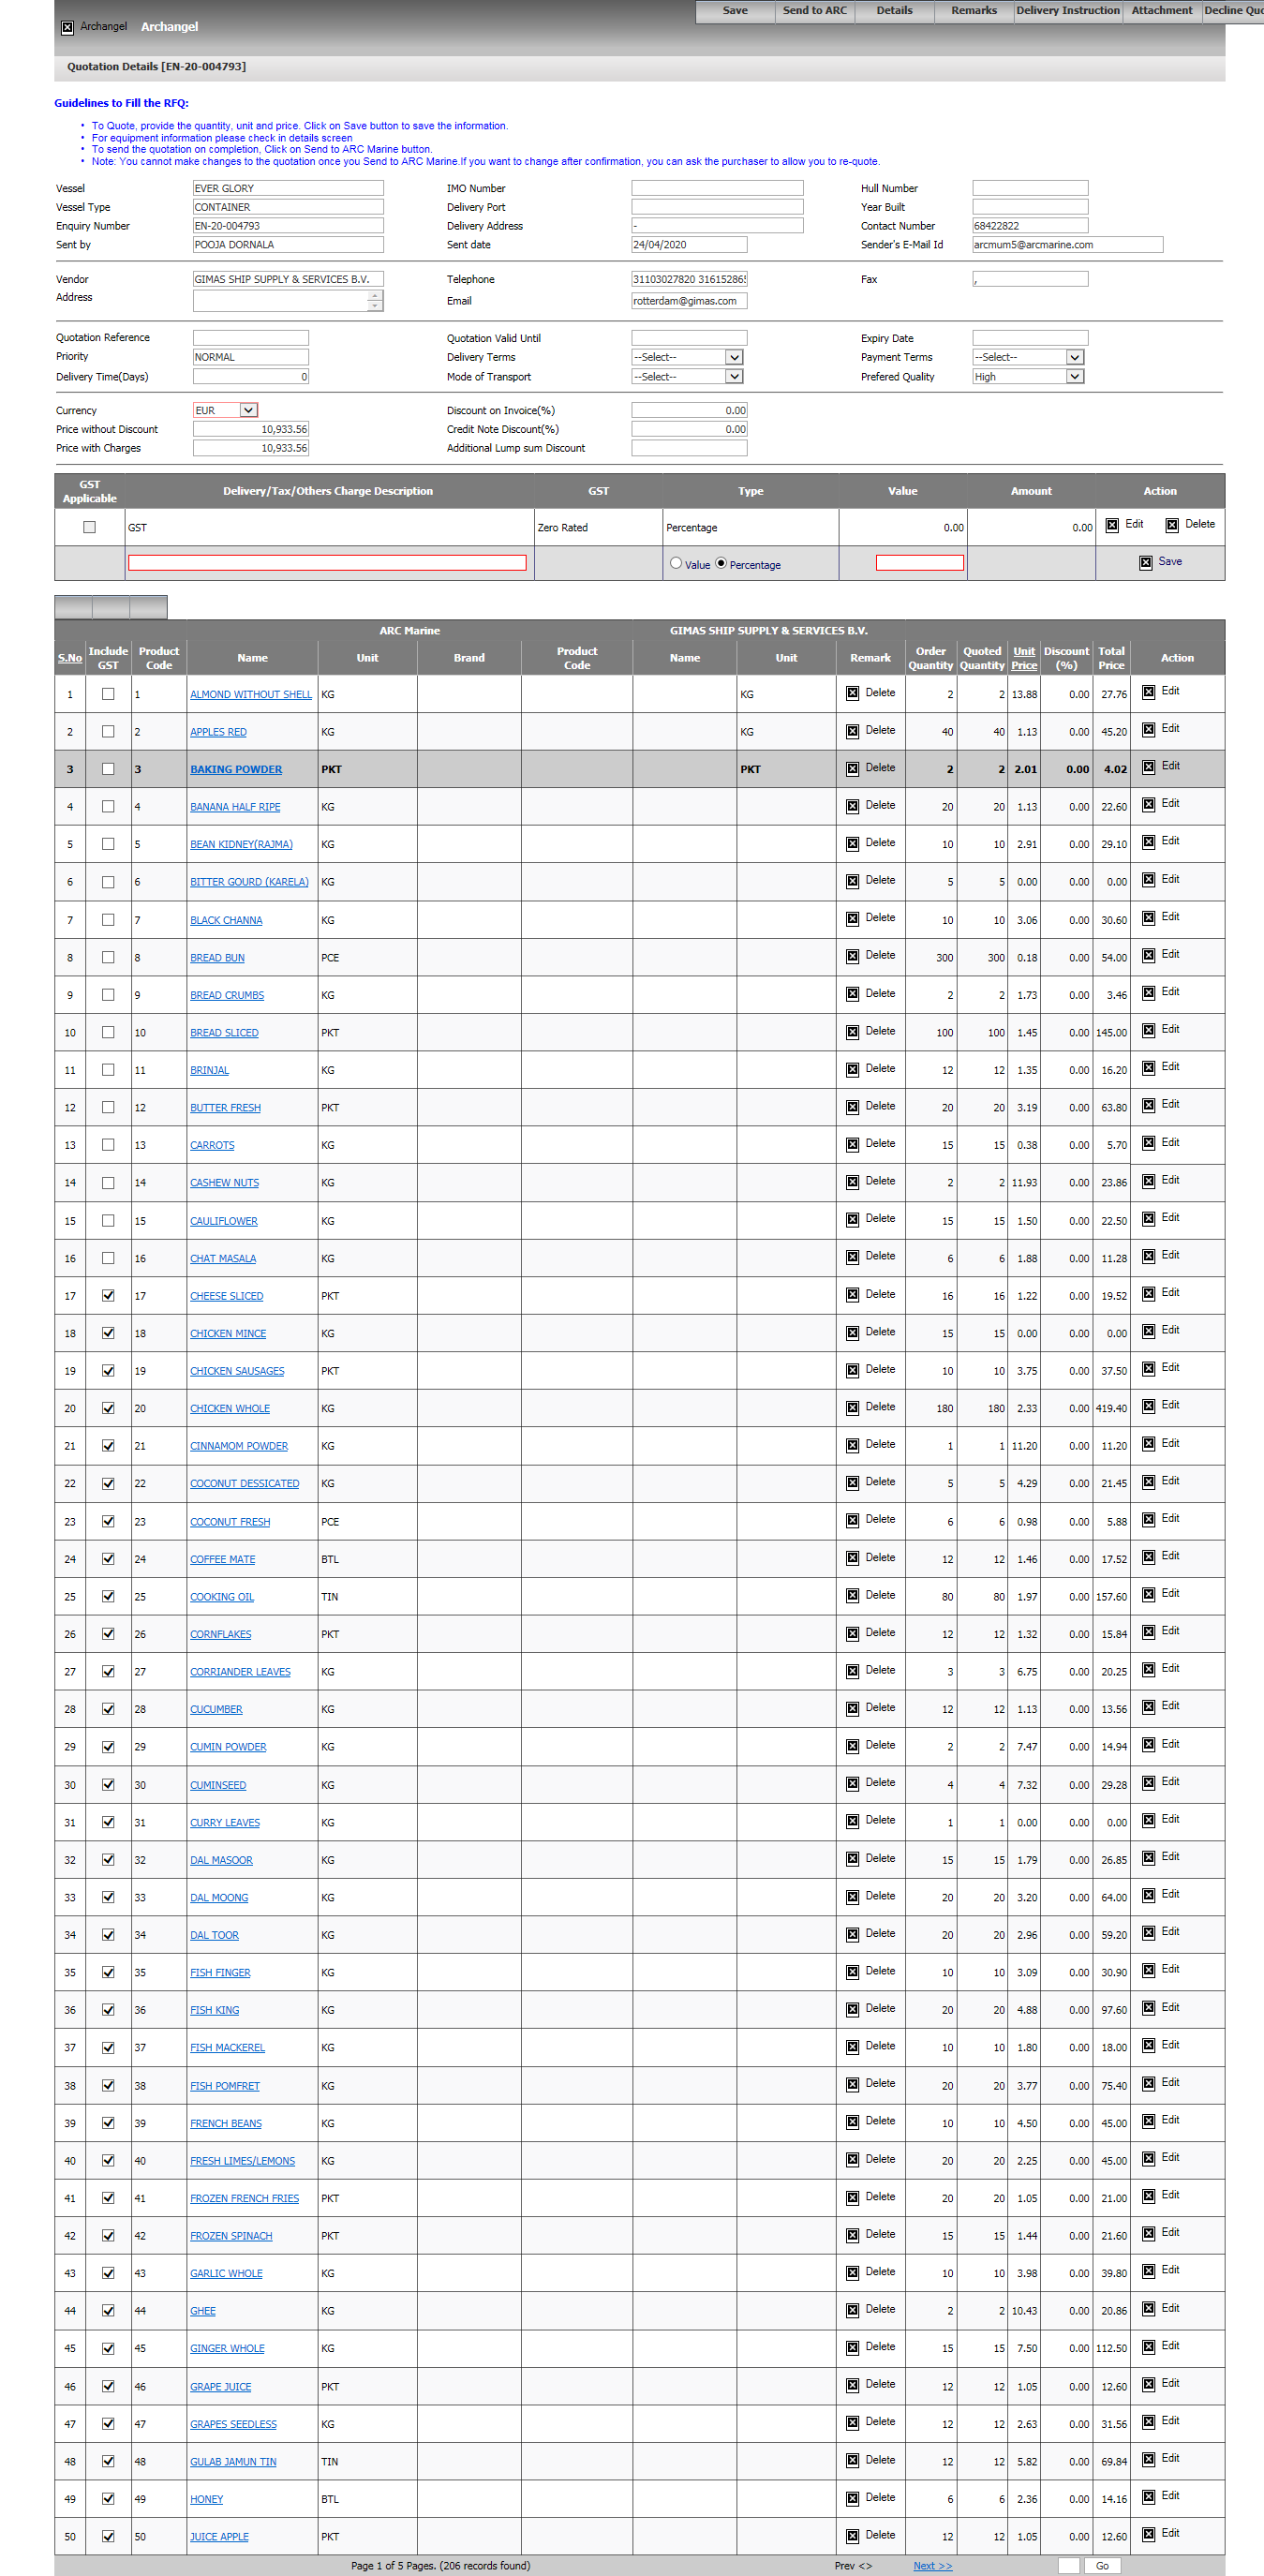 Save Send to ARC Details Remarks Delivery Instruction Attachment Decline Quo
Archangel Archangel
Quotation Details [EN-20-004793]
Guidelines to Fill the RFQ:
• To Quote, provide the quantity, unit and price. Click on Save button to save the information.
• For equipment information please check in details screen
• To send the quotation on completion, Click on Send to ARC Marine button.
• Note: You cannot make changes to the quotation once you Send to ARC Marine.If you want to change after confirmation, you can ask the purchaser to allow you to re-quote.
Vessel EVER GLORY IMO Number Hull Number
Vessel Type CONTAINER Delivery Port Year Built
Enquiry Number EN-20-004793 Delivery Address - Contact Number 68422822
Sent by POOJA DORNALA Sent date 24/04/2020 Sender's E-Mail Id arcmum5@arcmarine.com
Vendor GIMAS SHIP SUPPLY & SERVICES B.V. Telephone 31103027820 31615286 Fax ,
Address Email rotterdam@gimas.com
Quotation Reference Quotation Valid Until Expiry Date
Priority NORMAL Delivery Terms --Select-- Payment Terms --Select--
Delivery Time(Days) 0 Mode of Transport --Select-- Prefered Quality High
Currency EUR Discount on Invoice(%) 0.00
Price without Discount 10,933.56 Credit Note Discount(%) 0.00
Price with Charges 10,933.56 Additional Lump sum Discount
GST Applicable Delivery/Tax/Others Charge Description GST Type Value Amount Action
GST Zero Rated Percentage 0.00 0.00 Edit Delete
Value Percentage Save
ARC Marine GIMAS SHIP SUPPLY & SERVICES B.V.
S.No Include GST Product Code Name Unit Brand Product Code Name Unit Remark Order Quantity Quoted Quantity Unit Price Discount (%) Total Price Action
1 1 ALMOND WITHOUT SHELL KG KG Delete 2 2 13.88 0.00 27.76 Edit
2 2 APPLES RED KG KG Delete 40 40 1.13 0.00 45.20 Edit
3 3 BAKING POWDER PKT PKT Delete 2 2 2.01 0.00 4.02 Edit
4 4 BANANA HALF RIPE KG Delete 20 20 1.13 0.00 22.60 Edit
5 5 BEAN KIDNEY(RAJMA) KG Delete 10 10 2.91 0.00 29.10 Edit
6 6 BITTER GOURD (KARELA) KG Delete 5 5 0.00 0.00 0.00 Edit
7 7 BLACK CHANNA KG Delete 10 10 3.06 0.00 30.60 Edit
8 8 BREAD BUN PCE Delete 300 300 0.18 0.00 54.00 Edit
9 9 BREAD CRUMBS KG Delete 2 2 1.73 0.00 3.46 Edit
10 10 BREAD SLICED PKT Delete 100 100 1.45 0.00 145.00 Edit
11 11 BRINJAL KG Delete 12 12 1.35 0.00 16.20 Edit
12 12 BUTTER FRESH PKT Delete 20 20 3.19 0.00 63.80 Edit
13 13 CARROTS KG Delete 15 15 0.38 0.00 5.70 Edit
14 14 CASHEW NUTS KG Delete 2 2 11.93 0.00 23.86 Edit
15 15 CAULIFLOWER KG Delete 15 15 1.50 0.00 22.50 Edit
16 16 CHAT MASALA KG Delete 6 6 1.88 0.00 11.28 Edit
17 17 CHEESE SLICED PKT Delete 16 16 1.22 0.00 19.52 Edit
18 18 CHICKEN MINCE KG Delete 15 15 0.00 0.00 0.00 Edit
19 19 CHICKEN SAUSAGES PKT Delete 10 10 3.75 0.00 37.50 Edit
20 20 CHICKEN WHOLE KG Delete 180 180 2.33 0.00 419.40 Edit
21 21 CINNAMOM POWDER KG Delete 1 1 11.20 0.00 11.20 Edit
22 22 COCONUT DESSICATED KG Delete 5 5 4.29 0.00 21.45 Edit
23 23 COCONUT FRESH PCE Delete 6 6 0.98 0.00 5.88 Edit
24 24 COFFEE MATE BTL Delete 12 12 1.46 0.00 17.52 Edit
25 25 COOKING OIL TIN Delete 80 80 1.97 0.00 157.60 Edit
26 26 CORNFLAKES PKT Delete 12 12 1.32 0.00 15.84 Edit
27 27 CORRIANDER LEAVES KG Delete 3 3 6.75 0.00 20.25 Edit
28 28 CUCUMBER KG Delete 12 12 1.13 0.00 13.56 Edit
29 29 CUMIN POWDER KG Delete 2 2 7.47 0.00 14.94 Edit
30 30 CUMINSEED KG Delete 4 4 7.32 0.00 29.28 Edit
31 31 CURRY LEAVES KG Delete 1 1 0.00 0.00 0.00 Edit
32 32 DAL MASOOR KG Delete 15 15 1.79 0.00 26.85 Edit
33 33 DAL MOONG KG Delete 20 20 3.20 0.00 64.00 Edit
34 34 DAL TOOR KG Delete 20 20 2.96 0.00 59.20 Edit
35 35 FISH FINGER KG Delete 10 10 3.09 0.00 30.90 Edit
36 36 FISH KING KG Delete 20 20 4.88 0.00 97.60 Edit
37 37 FISH MACKEREL KG Delete 10 10 1.80 0.00 18.00 Edit
38 38 FISH POMFRET KG Delete 20 20 3.77 0.00 75.40 Edit
39 39 FRENCH BEANS KG Delete 10 10 4.50 0.00 45.00 Edit
40 40 FRESH LIMES/LEMONS KG Delete 20 20 2.25 0.00 45.00 Edit
41 41 FROZEN FRENCH FRIES PKT Delete 20 20 1.05 0.00 21.00 Edit
42 42 FROZEN SPINACH PKT Delete 15 15 1.44 0.00 21.60 Edit
43 43 GARLIC WHOLE KG Delete 10 10 3.98 0.00 39.80 Edit
44 44 GHEE KG Delete 2 2 10.43 0.00 20.86 Edit
45 45 GINGER WHOLE KG Delete 15 15 7.50 0.00 112.50 Edit
46 46 GRAPE JUICE PKT Delete 12 12 1.05 0.00 12.60 Edit
47 47 GRAPES SEEDLESS KG Delete 12 12 2.63 0.00 31.56 Edit
48 48 GULAB JAMUN TIN TIN Delete 12 12 5.82 0.00 69.84 Edit
49 49 HONEY BTL Delete 6 6 2.36 0.00 14.16 Edit
50 50 JUICE APPLE PKT Delete 12 12 1.05 0.00 12.60 Edit
Page 1 of 5 Pages. (206 records found) Prev <> Next >> Go